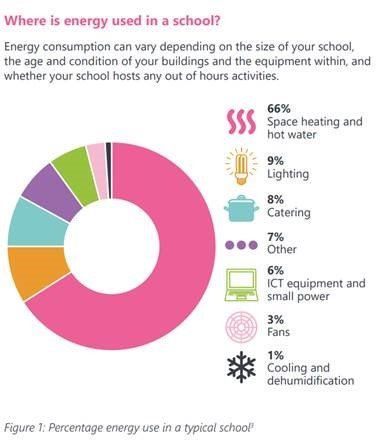 Where is energy used in a school?
Energy consumption can vary depending on the size of your school,
the age and condition of your buildings and the equipment within, and
whether your school hosts any out of hours activities.
66%
Space heating and
hot water
9%
Lighting
8%
Catering
7%
Other
6%
ICT equipment and
small power
3%
Fans
1%
Cooling and
dehumidification
Figure 1: Percentage energy use in a typical school³